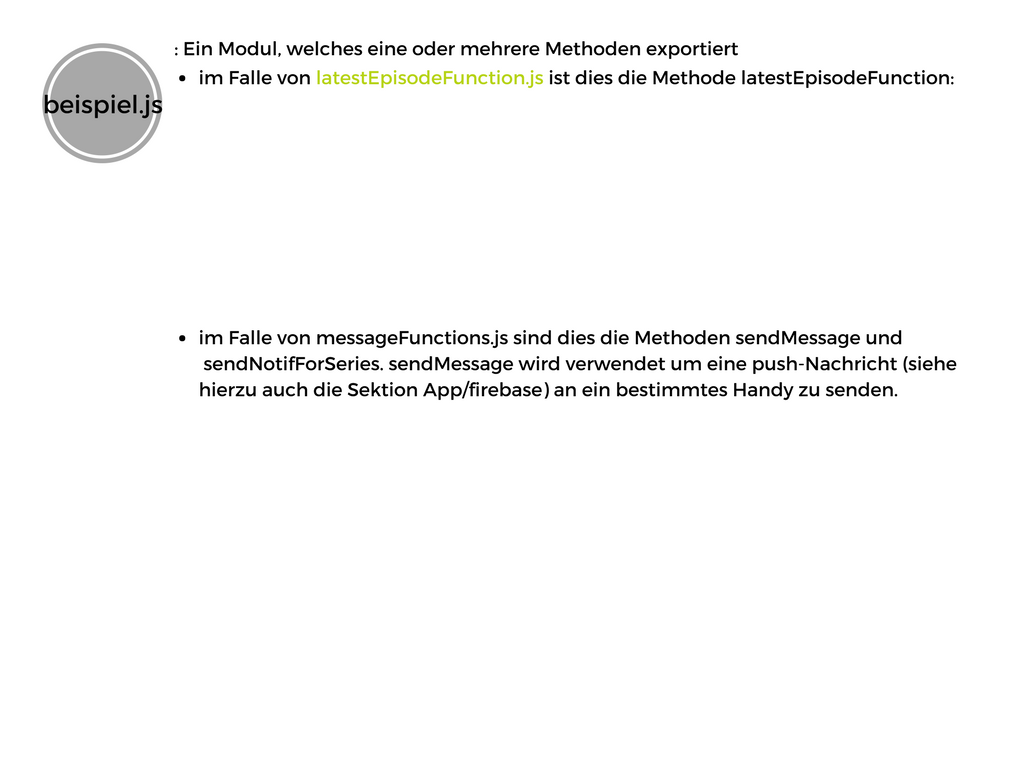 beispiel.js
: Ein Modul, welches eine oder mehrere Methoden exportiert
• im Falle von latestEpisodeFunction.js ist dies die Methode latestEpisodeFunction:
• im Falle von messageFunctions.js sind dies die Methoden sendMessage und
sendNotifForSeries. sendMessage wird verwendet um eine push-Nachricht (siehe
hierzu auch die Sektion App/firebase) an ein bestimmtes Handy zu senden.